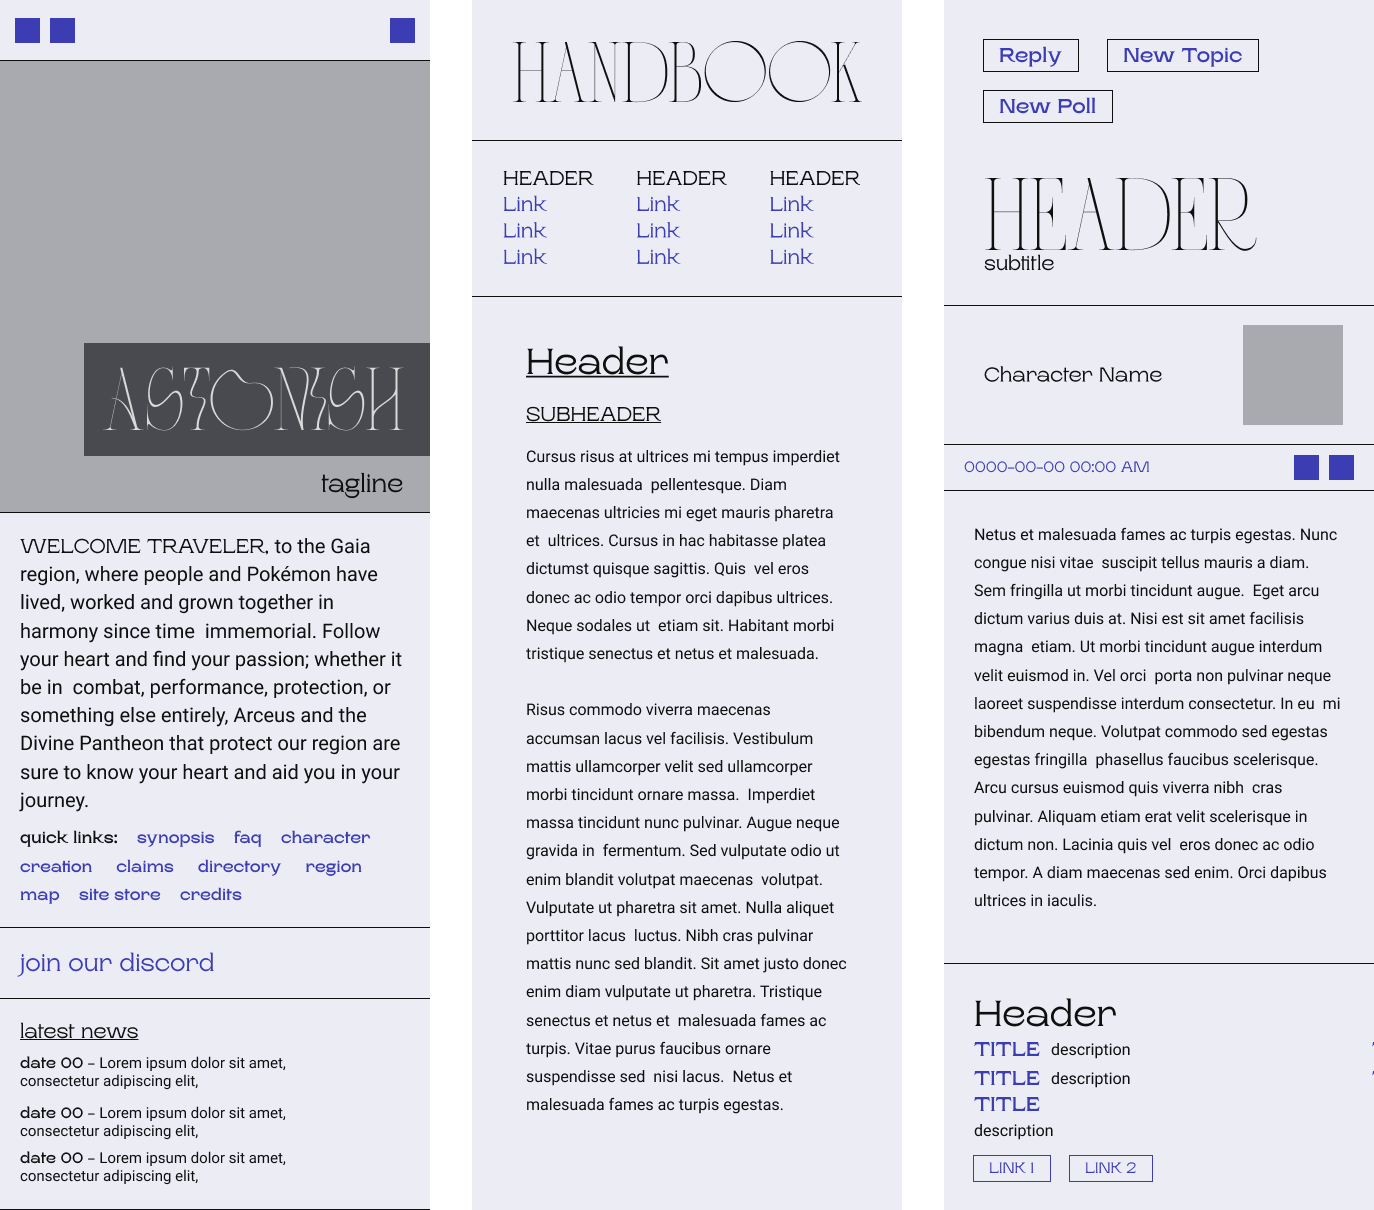 ASTONISH
tagline
WELCOME TRAVELER, to the Gaia
region, where people and Pokémon have
lived, worked and grown together in
harmony since time immemorial. Follow
your heart and find your passion; whether it
be in combat, performance, protection, or
something else entirely, Arceus and the
Divine Pantheon that protect our region are
sure to know your heart and aid you in your
journey.
quick links: synopsis faq character
creation claims directory region
map site store credits
join our discord
latest news
date 00 – Lorem ipsum dolor sit amet,
consectetur adipiscing elit,
date 00 – Lorem ipsum dolor sit amet,
consectetur adipiscing elit,
date 00 – Lorem ipsum dolor sit amet,
consectetur adipiscing elit,
HANDBOOK
HEADER HEADER HEADER
Link Link Link
Link Link Link
Link Link Link
Header
SUBHEADER
Cursus risus at ultrices mi tempus imperdiet
nulla malesuada pellentesque. Diam
maecenas ultricies mi eget mauris pharetra
et ultrices. Cursus in hac habitasse platea
dictumst quisque sagittis. Quis vel eros
donec ac odio tempor orci dapibus ultrices.
Neque sodales ut etiam sit. Habitant morbi
tristique senectus et netus et malesuada.
Risus commodo viverra maecenas
accumsan lacus vel facilisis. Vestibulum
mattis ullamcorper velit sed ullamcorper
morbi tincidunt ornare massa. Imperdiet
massa tincidunt nunc pulvinar. Augue neque
gravida in fermentum. Sed vulputate odio ut
enim blandit volutpat maecenas volutpat.
Vulputate ut pharetra sit amet. Nulla aliquet
porttitor lacus luctus. Nibh cras pulvinar
mattis nunc sed blandit. Sit amet justo donec
enim diam vulputate ut pharetra. Tristique
senectus et netus et malesuada fames ac
turpis. Vitae purus faucibus ornare
suspendisse sed nisi lacus. Netus et
malesuada fames ac turpis egestas.
Reply New Topic
New Poll
HEADER
subtitle
Character Name
0000-00-00 00:00 AM
Netus et malesuada fames ac turpis egestas. Nunc
congue nisi vitae suscipit tellus mauris a diam.
Sem fringilla ut morbi tincidunt augue. Eget arcu
dictum varius duis at. Nisi est sit amet facilisis
magna etiam. Ut morbi tincidunt augue interdum
velit euismod in. Vel orci porta non pulvinar neque
laoreet suspendisse interdum consectetur. In eu mi
bibendum neque. Volutpat commodo sed egestas
egestas fringilla phasellus faucibus scelerisque.
Arcu cursus euismod quis viverra nibh cras
pulvinar. Aliquam etiam erat velit scelerisque in
dictum non. Lacinia quis vel eros donec ac odio
tempor. A diam maecenas sed enim. Orci dapibus
ultrices in iaculis.
Header
TITLE description
TITLE description
TITLE
description
LINK 1 LINK 2